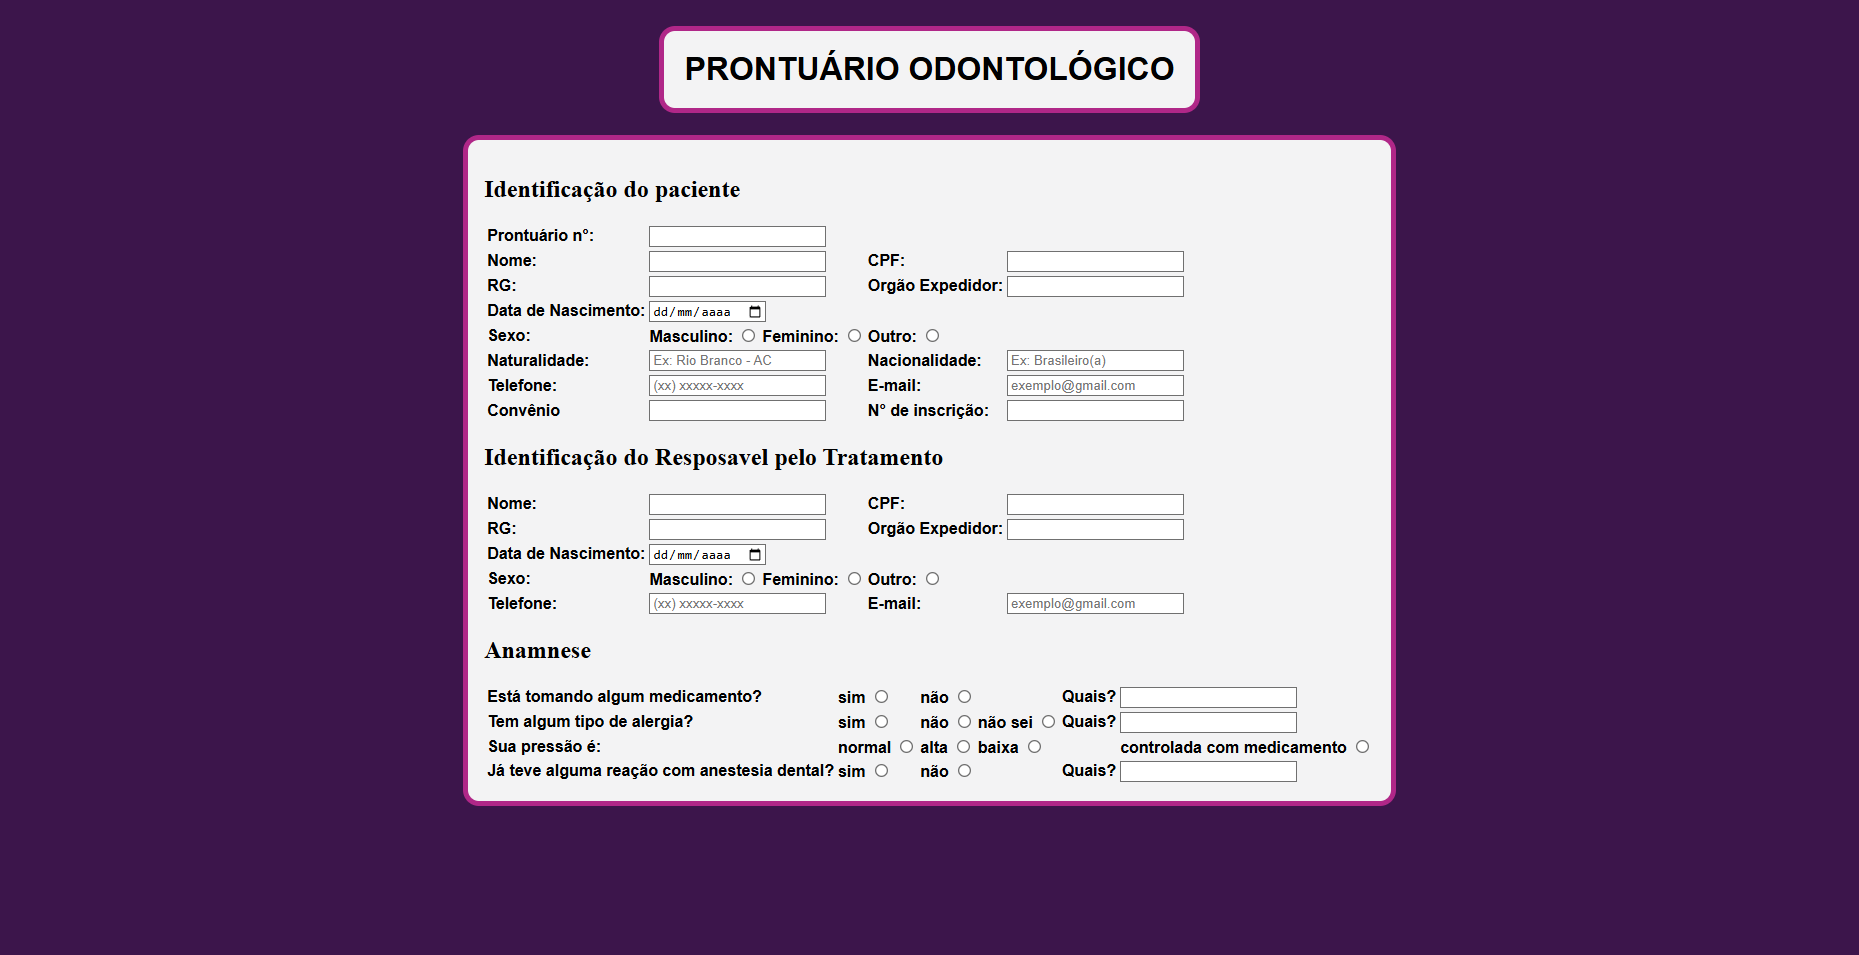 PRONTUÁRIO ODONTOLÓGICO
Identificação do paciente
Prontuário n°:
Nome: CPF:
RG: Orgão Expedidor:
Data de Nascimento: dd/mm/aaaa
Sexo: Masculino: Feminino: Outro:
Naturalidade: Ex: Rio Branco - AC Nacionalidade: Ex: Brasileiro(a)
Telefone: (xx) xxxxx-xxxx E-mail: exemplo@gmail.com
Convênio N° de inscrição:
Identificação do Resposavel pelo Tratamento
Nome: CPF:
RG: Orgão Expedidor:
Data de Nascimento: dd/mm/aaaa
Sexo: Masculino: Feminino: Outro:
Telefone: (xx) xxxxx-xxxx E-mail: exemplo@gmail.com
Anamnese
Está tomando algum medicamento? sim não Quais?
Tem algum tipo de alergia? sim não não sei Quais?
Sua pressão é: normal alta baixa controlada com medicamento
Já teve alguma reação com anestesia dental? sim não Quais?